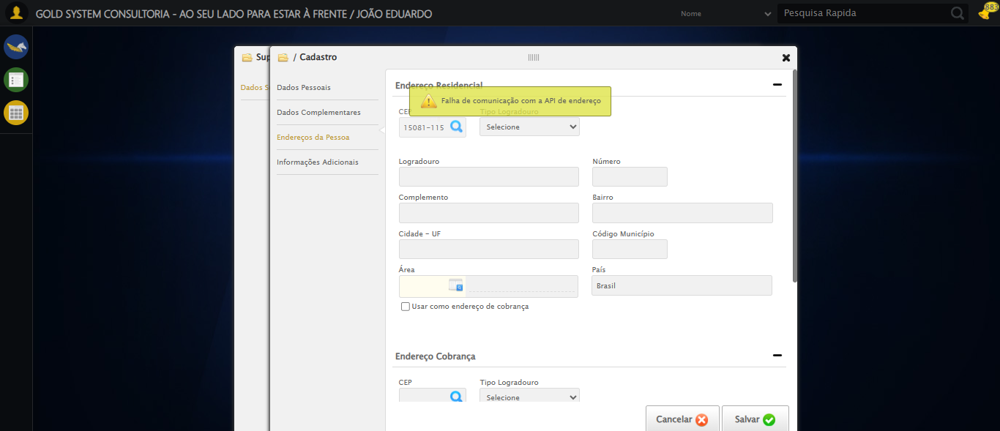 GOLD SYSTEM CONSULTORIA - AO SEU LADO PARA ESTAR À FRENTE / JOÃO EDUARDO
Nome
Pesquisa Rapida
883
Sup
/ Cadastro
Dados S
Dados Pessoais
Dados Complementares
Endereços da Pessoa
Informações Adicionais
Endereço Residencial
Falha de comunicação com a API de endereço
CEP
Tipo Logradouro
15081-115
Selecione
Logradouro
Número
Complemento
Bairro
Cidade - UF
Código Município
Área
País
Brasil
Usar como endereço de cobrança
Endereço Cobrança
CEP
Tipo Logradouro
Selecione
Cancelar
Salvar